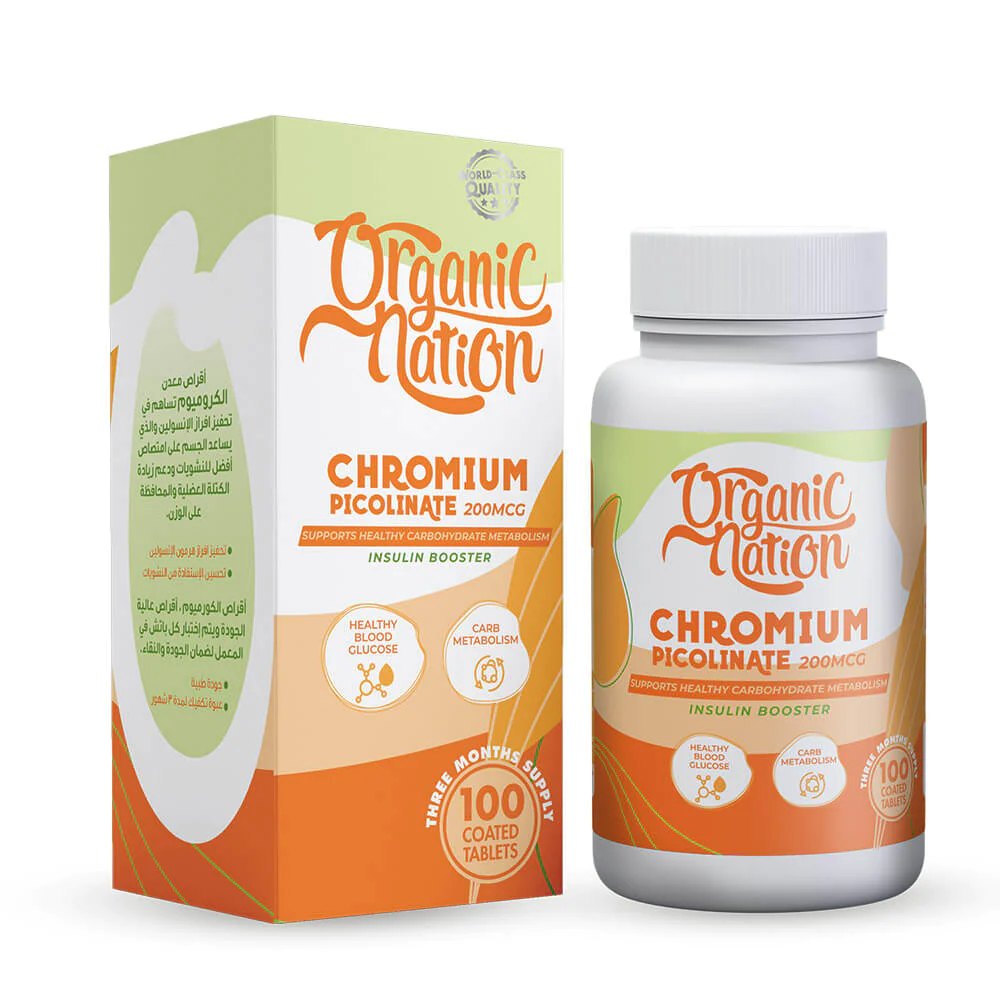 أقراص معدن
الكروميوم تساهم في
تحفيز افراز الإنسولين والذي
يساعد الجسم على امتصاص
أفضل للنشويات ودعم زيادة
الكتلة العضلية والمحافظة
على الوزن.
• تحفيز افراز هرمون الإنسولين
• تحسين الإستفادة من النشويات
أقراص الكورميوم، أقراص عالية
الجودة ويتم إختبار كل باتش في
المعمل لضمان الجودة والنقاء.
• جودة طبية
• عبوة تكفيك لمدة ٣ شهور
WORLD-CLASS
QUALITY
Organic
Nation
CHROMIUM
PICOLINATE 200MCG
SUPPORTS HEALTHY CARBOHYDRATE METABOLISM
INSULIN BOOSTER
HEALTHY
BLOOD
GLUCOSE
CARB
METABOLISM
THREE MONTHS SUPPLY
100
COATED
TABLETS
Organic
Nation
CHROMIUM
PICOLINATE 200MCG
SUPPORTS HEALTHY CARBOHYDRATE METABOLISM
INSULIN BOOSTER
HEALTHY
BLOOD
GLUCOSE
CARB
METABOLISM
THREE MONTHS SUPPLY
100
COATED
TABLETS